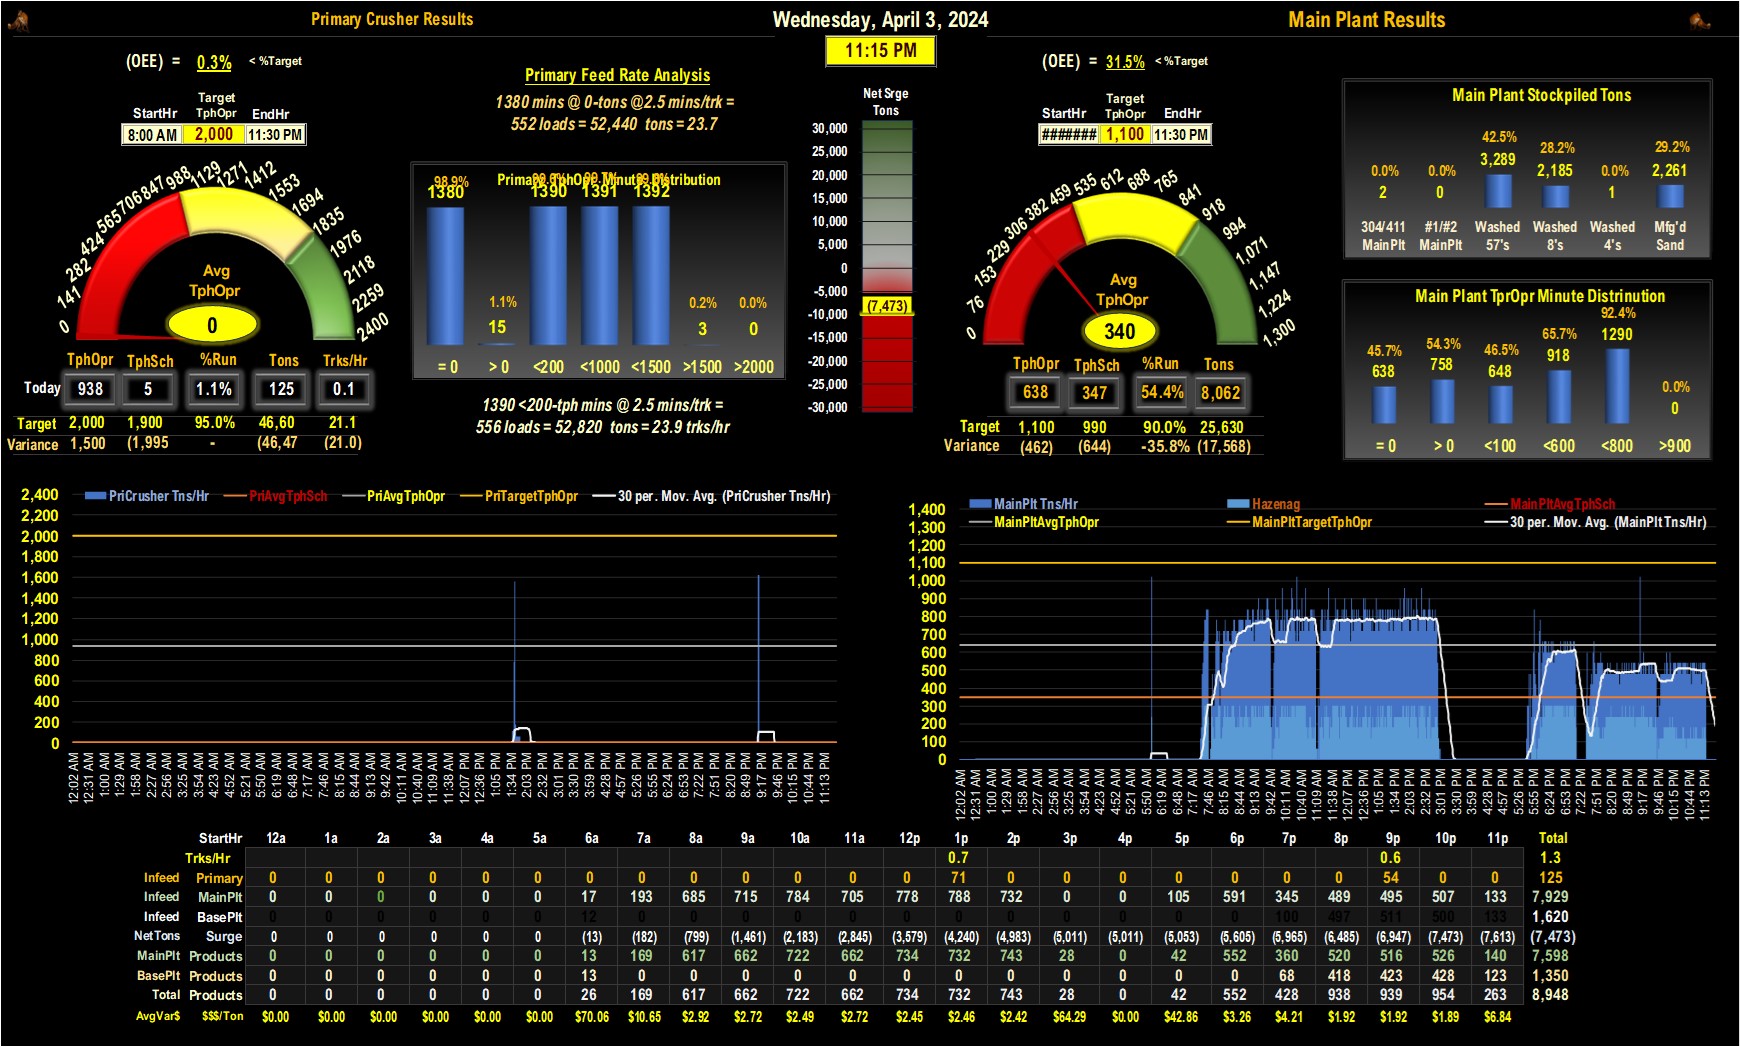 Primary Crusher Results
Wednesday, April 3, 2024
Main Plant Results
11:15 PM
(OEE) = 0.3% < %Target
StartHr Target TphOpr EndHr
8:00 AM 2,000 11:30 PM
0 141 282 424 565 706 847 988 1129 1271 1412 1553 1694 1835 1976 2118 2259 2400
Avg
TphOpr
0
TphOpr TphSch %Run Tons Trks/Hr
Today 938 5 1.1% 125 0.1
Target 2,000 1,900 95.0% 46,60 21.1
Variance 1,500 (1,995 - (46,47 (21.0)
Primary Feed Rate Analysis
1380 mins @ 0-tons @2.5 mins/trk =
552 loads = 52,440 tons = 23.7
Primary TphOpr Minute Distribution
98.9% 1.1% 0.2% 0.0%
1380 15 1390 1391 1392 3 0
= 0 > 0 <200 <1000 <1500 >1500 >2000
1390 <200-tph mins @ 2.5 mins/trk =
556 loads = 52,820 tons = 23.9 trks/hr
Net Srge
Tons
30,000
25,000
20,000
15,000
10,000
5,000
0
-5,000
(7,473)
-10,000
-15,000
-20,000
-25,000
-30,000
(OEE) = 31.5% < %Target
StartHr Target TphOpr EndHr
####### 1,100 11:30 PM
0 76 153 229 306 382 459 535 612 688 765 841 918 994 1,071 1,147 1,224 1,300
Avg
TphOpr
340
TphOpr TphSch %Run Tons
638 347 54.4% 8,062
Target 1,100 990 90.0% 25,630
Variance (462) (644) -35.8% (17,568)
Main Plant Stockpiled Tons
0.0% 0.0% 42.5% 28.2% 0.0% 29.2%
2 0 3,289 2,185 1 2,261
304/411 #1/#2 Washed Washed Washed Mfg'd
MainPlt MainPlt 57's 8's 4's Sand
Main Plant TprOpr Minute Distrinution
45.7% 54.3% 46.5% 65.7% 92.4% 0.0%
638 758 648 918 1290 0
= 0 > 0 <100 <600 <800 >900
PriCrusher Tns/Hr PriAvgTphSch PriAvgTphOpr PriTargetTphOpr 30 per. Mov. Avg. (PriCrusher Tns/Hr)
2,400
2,200
2,000
1,800
1,600
1,400
1,200
1,000
800
600
400
200
0
12:02 AM 12:31 AM 1:00 AM 1:29 AM 1:58 AM 2:27 AM 2:56 AM 3:25 AM 3:54 AM 4:23 AM 4:52 AM 5:21 AM 5:50 AM 6:19 AM 6:48 AM 7:17 AM 7:46 AM 8:15 AM 8:44 AM 9:13 AM 9:42 AM 10:11 AM 10:40 AM 11:09 AM 11:38 AM 12:07 PM 12:36 PM 1:05 PM 1:34 PM 2:03 PM 2:32 PM 3:01 PM 3:30 PM 3:59 PM 4:28 PM 4:57 PM 5:26 PM 5:55 PM 6:24 PM 6:53 PM 7:22 PM 7:51 PM 8:20 PM 8:49 PM 9:17 PM 9:46 PM 10:15 PM 10:44 PM 11:13 PM
MainPlt Tns/Hr Hazenag MainPltAvgTphSch
MainPltAvgTphOpr MainPltTargetTphOpr 30 per. Mov. Avg. (MainPlt Tns/Hr)
1,400
1,300
1,200
1,100
1,000
900
800
700
600
500
400
300
200
100
0
12:02 AM 12:31 AM 1:00 AM 1:29 AM 1:58 AM 2:27 AM 2:56 AM 3:25 AM 3:54 AM 4:23 AM 4:52 AM 5:21 AM 5:50 AM 6:19 AM 6:48 AM 7:17 AM 7:46 AM 8:15 AM 8:44 AM 9:13 AM 9:42 AM 10:11 AM 10:40 AM 11:09 AM 11:38 AM 12:07 PM 12:36 PM 1:05 PM 1:34 PM 2:03 PM 2:32 PM 3:01 PM 3:30 PM 3:59 PM 4:28 PM 4:57 PM 5:26 PM 5:55 PM 6:24 PM 6:53 PM 7:22 PM 7:51 PM 8:20 PM 8:49 PM 9:17 PM 9:46 PM 10:15 PM 10:44 PM 11:13 PM
StartHr 12a 1a 2a 3a 4a 5a 6a 7a 8a 9a 10a 11a 12p 1p 2p 3p 4p 5p 6p 7p 8p 9p 10p 11p Total
Trks/Hr 0.7 0.6 1.3
Infeed Primary 0 0 0 0 0 0 0 0 0 0 0 0 0 71 0 0 0 0 0 0 0 54 0 0 125
Infeed MainPlt 0 0 0 0 0 0 17 193 685 715 784 705 778 788 732 0 0 105 591 345 489 495 507 133 7,929
Infeed BasePlt 0 0 0 0 0 0 12 0 0 0 0 0 0 0 0 0 0 0 0 100 497 511 500 133 1,620
NetTons Surge 0 0 0 0 0 0 (13) (182) (799) (1,461) (2,183) (2,845) (3,579) (4,240) (4,983) (5,011) (5,011) (5,053) (5,605) (5,965) (6,485) (6,947) (7,473) (7,613) (7,473)
MainPlt Products 0 0 0 0 0 0 13 169 617 662 722 662 734 732 743 28 0 42 552 360 520 516 526 140 7,598
BasePlt Products 0 0 0 0 0 0 13 0 0 0 0 0 0 0 0 0 0 0 0 68 418 423 428 123 1,350
Total Products 0 0 0 0 0 0 26 169 617 662 722 662 734 732 743 28 0 42 552 428 938 939 954 263 8,948
AvgVar$ $$$/Ton $0.00 $0.00 $0.00 $0.00 $0.00 $0.00 $70.06 $10.65 $2.92 $2.72 $2.49 $2.72 $2.45 $2.46 $2.42 $64.29 $0.00 $42.86 $3.26 $4.21 $1.92 $1.92 $1.89 $6.84